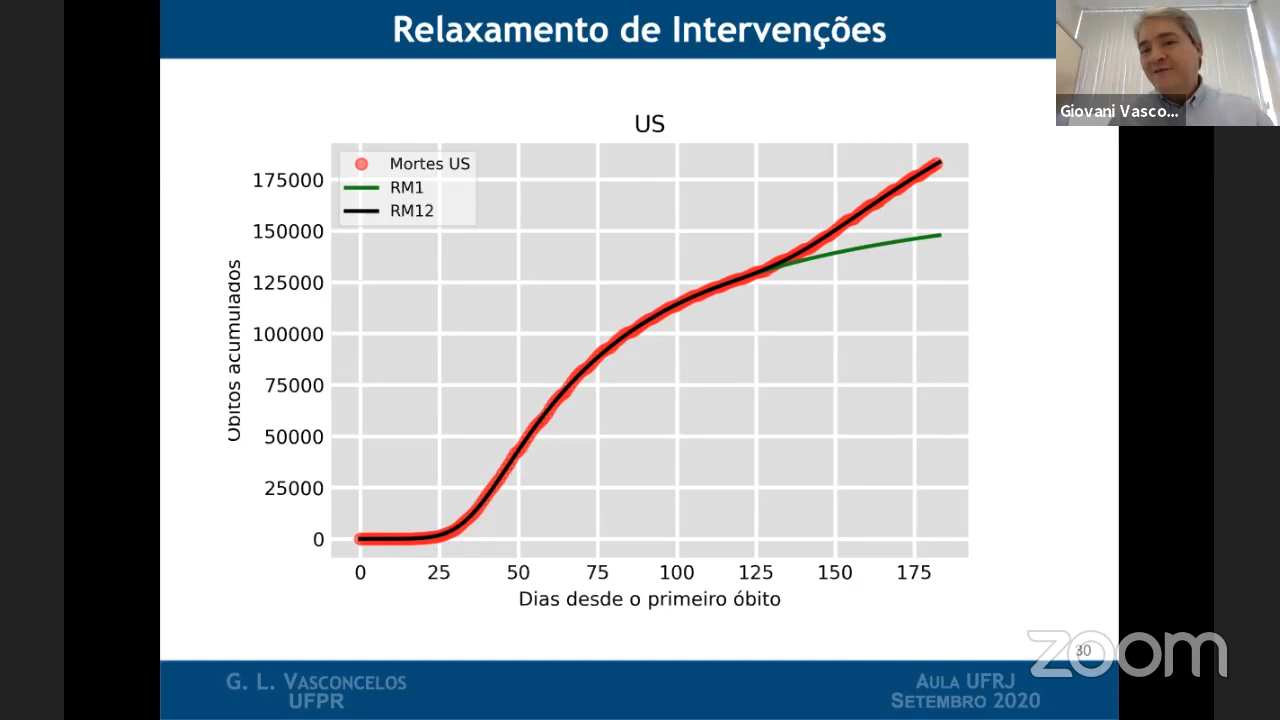 Relaxamento de Intervenções
Giovani Vasco...
US
Mortes US
RM1
RM12
Óbitos acumulados
175000
150000
125000
100000
75000
50000
25000
0
0 25 50 75 100 125 150 175
Dias desde o primeiro óbito
30
zoom
G. L. VASCONCELOS
UFPR
AULA UFRJ
SETEMBRO 2020